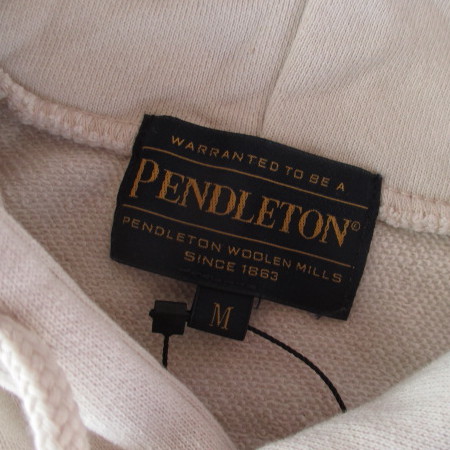 WARRANTED TO BE A
PENDLETON®
PENDLETON WOOLEN MILLS
SINCE 1863
M